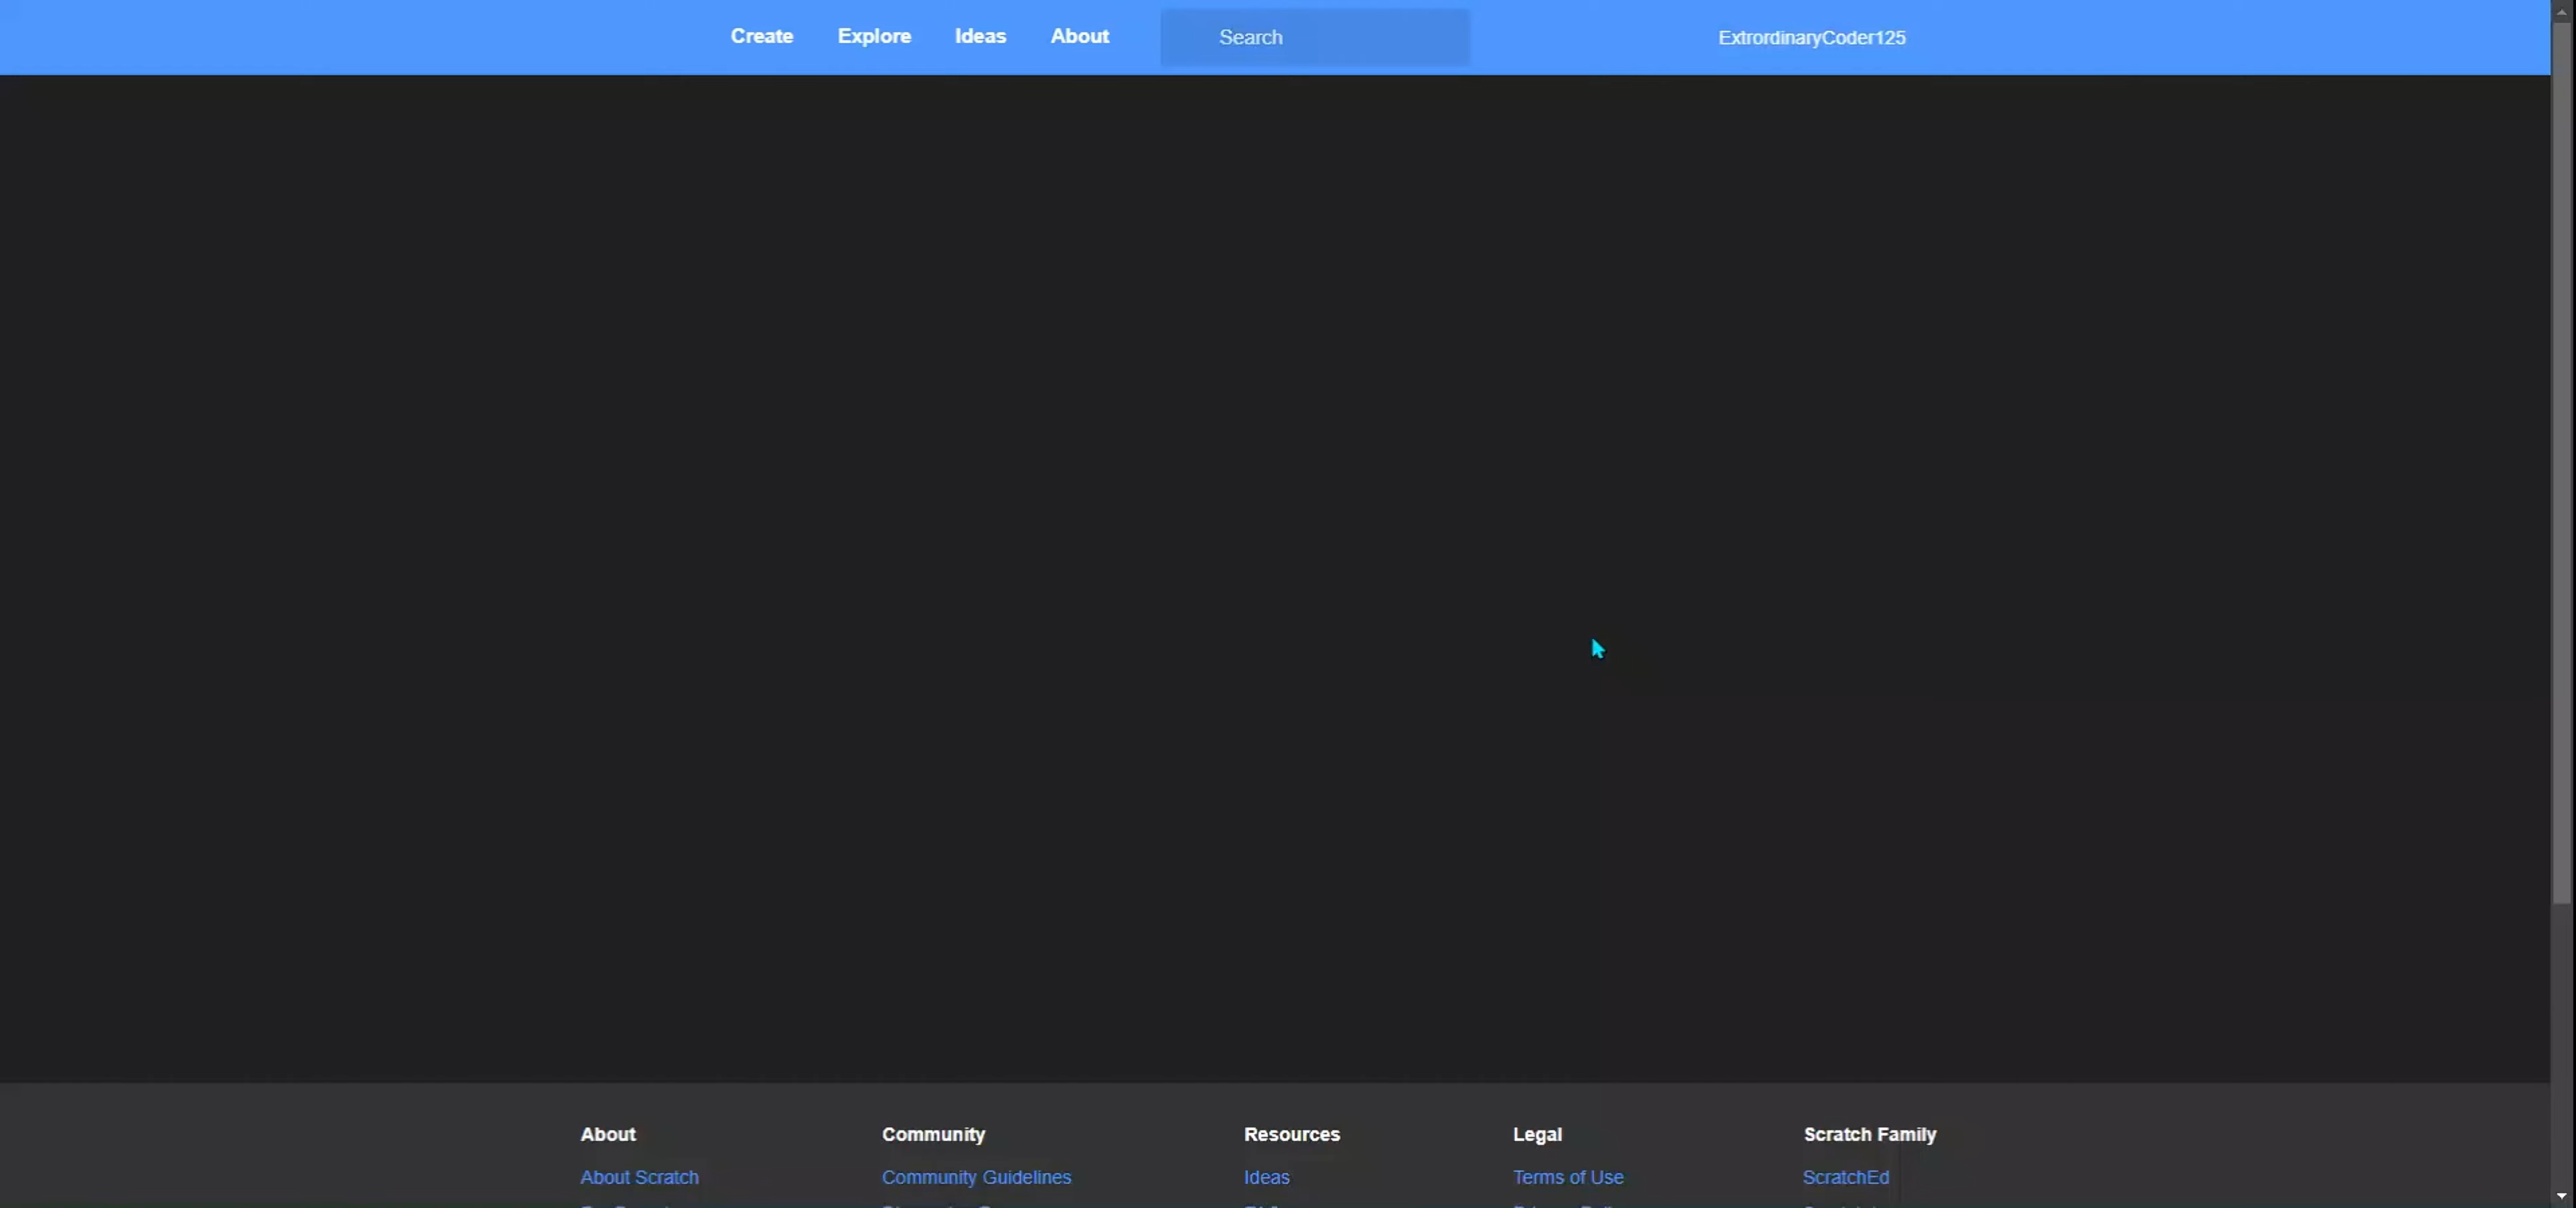 Create Explore Ideas About Search ExtrordinaryCoder125
About Community Resources Legal Scratch Family
About Scratch Community Guidelines Ideas Terms of Use ScratchEd